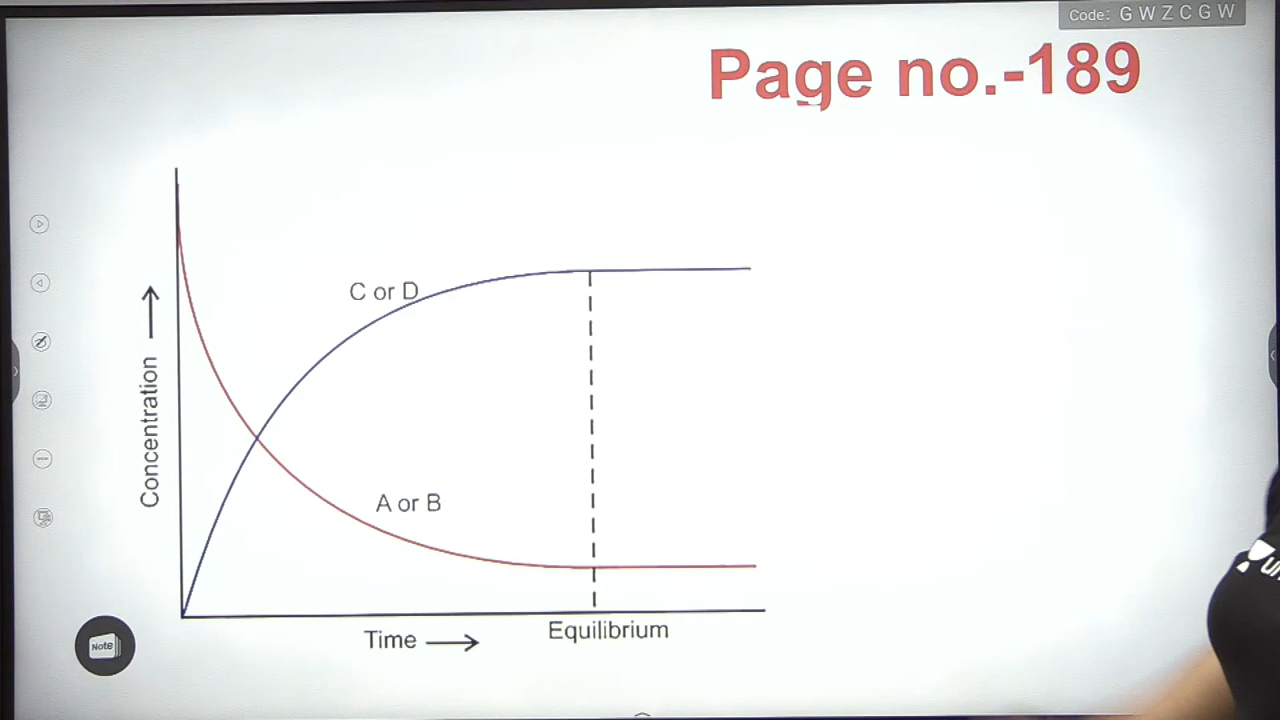 Code: G W Z C G W
Page no.-189
C or D
Concentration
A or B
Time
Equilibrium
Note